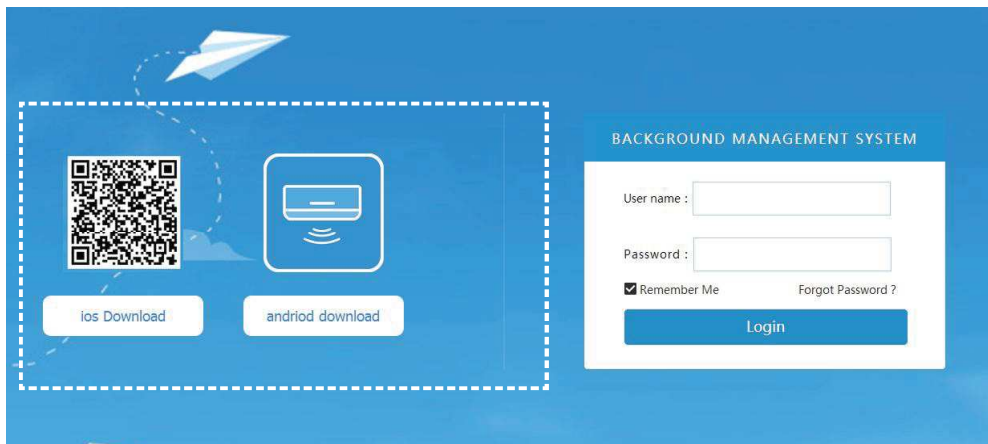 ios Download
andriod download
BACKGROUND MANAGEMENT SYSTEM
User name :
Password :
Remember Me
Forgot Password ?
Login